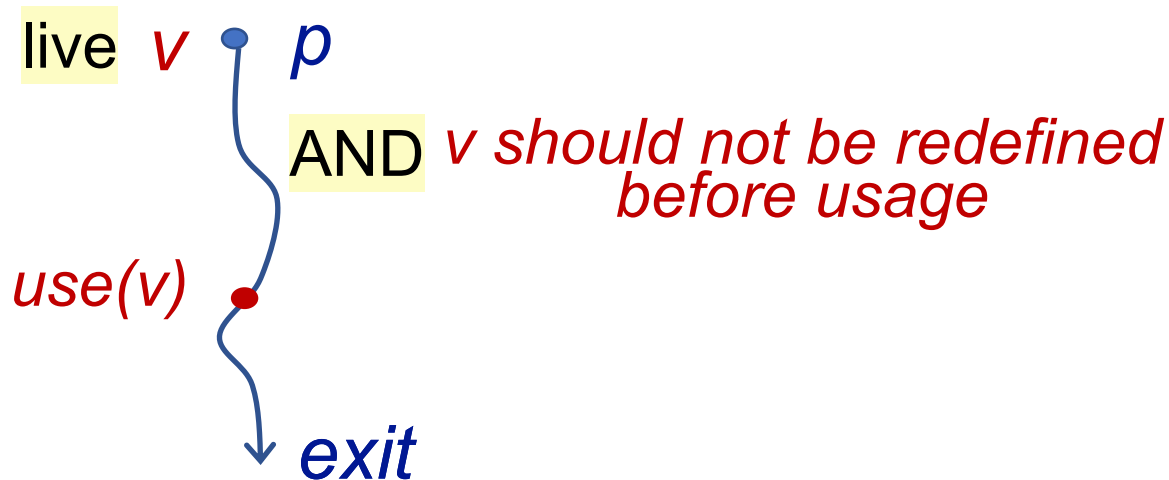 live v p
AND v should not be redefined
before usage
use(v)
exit